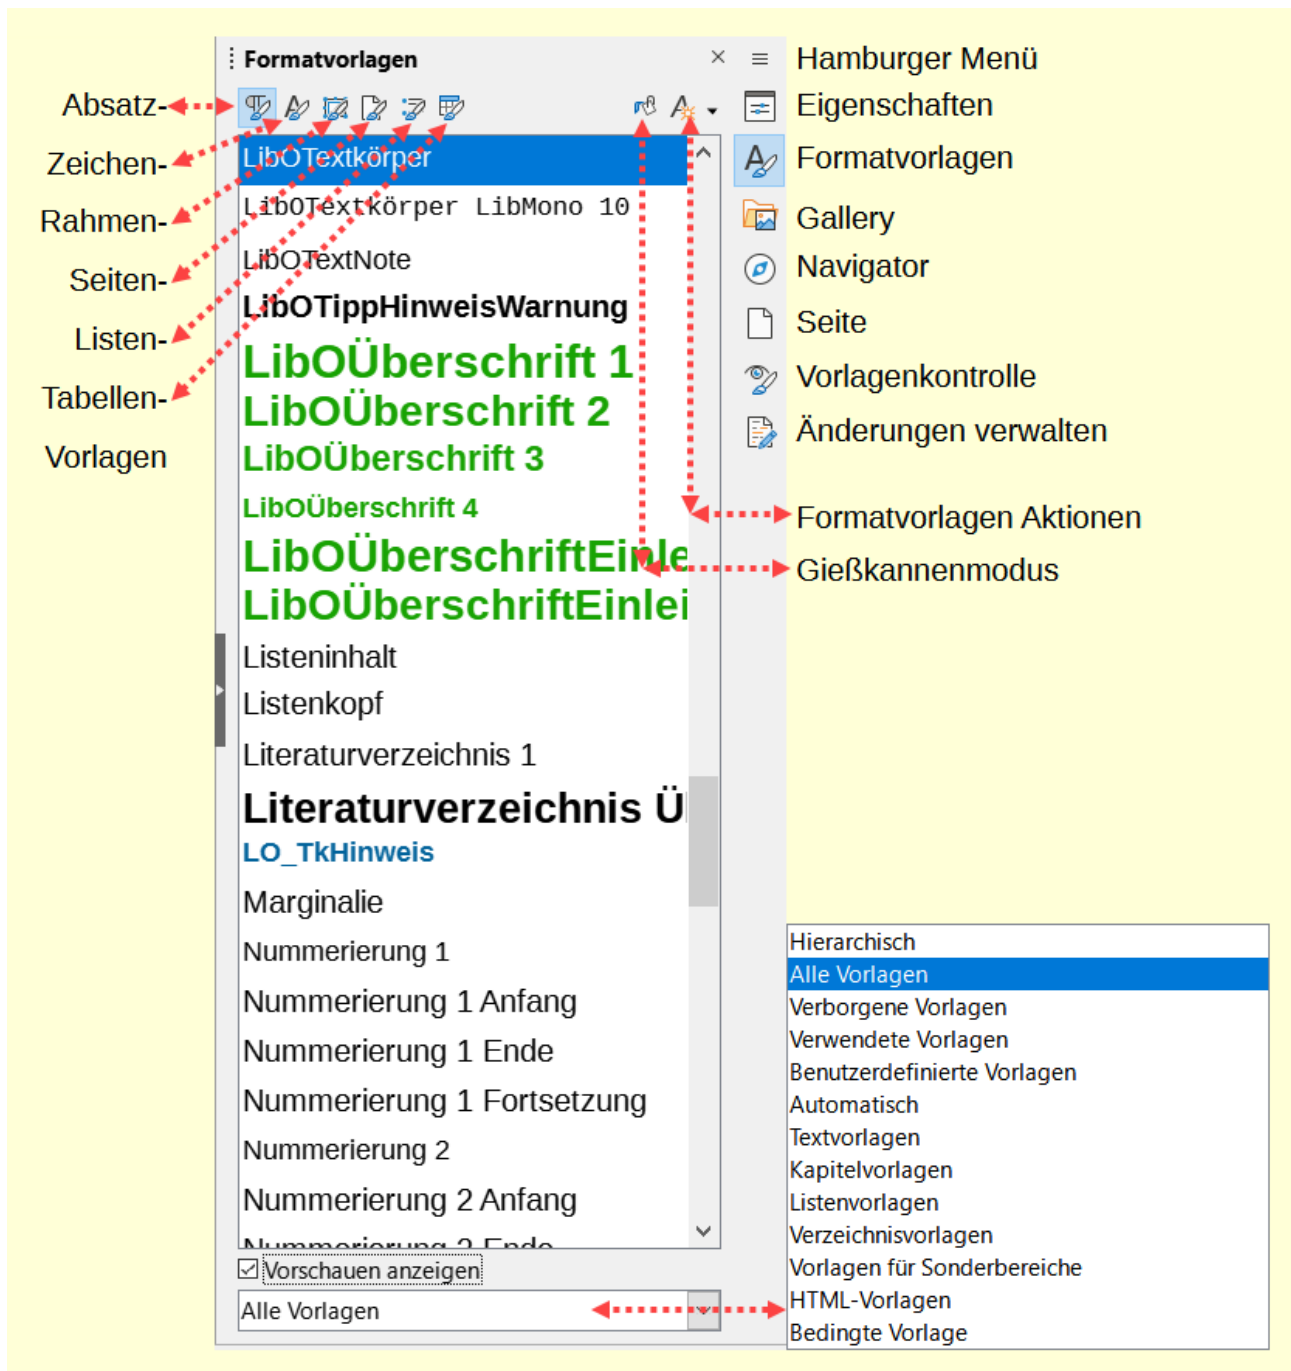 Formatvorlagen
Hamburger Menü
Absatz-
Eigenschaften
Zeichen-
Formatvorlagen
Rahmen-
Gallery
Seiten-
Navigator
Listen-
Seite
Tabellen-
Vorlagenkontrolle
Vorlagen
Änderungen verwalten
Formatvorlagen Aktionen
Gießkannenmodus
LibOTextkörper
LibOTextkörper LibMono 10
LibOTextNote
LibOTippHinweisWarnung
LibOÜberschrift 1
LibOÜberschrift 2
LibOÜberschrift 3
LibOÜberschrift 4
LibOÜberschriftEinle
LibOÜberschriftEinlei
Listeninhalt
Listenkopf
Literaturverzeichnis 1
Literaturverzeichnis Ü
LO_TkHinweis
Marginalie
Nummerierung 1
Nummerierung 1 Anfang
Nummerierung 1 Ende
Nummerierung 1 Fortsetzung
Nummerierung 2
Nummerierung 2 Anfang
Nummerierung 2 Ende
Vorschauen anzeigen
Alle Vorlagen
Hierarchisch
Alle Vorlagen
Verborgene Vorlagen
Verwendete Vorlagen
Benutzerdefinierte Vorlagen
Automatisch
Textvorlagen
Kapitelvorlagen
Listenvorlagen
Verzeichnisvorlagen
Vorlagen für Sonderbereiche
HTML-Vorlagen
Bedingte Vorlage